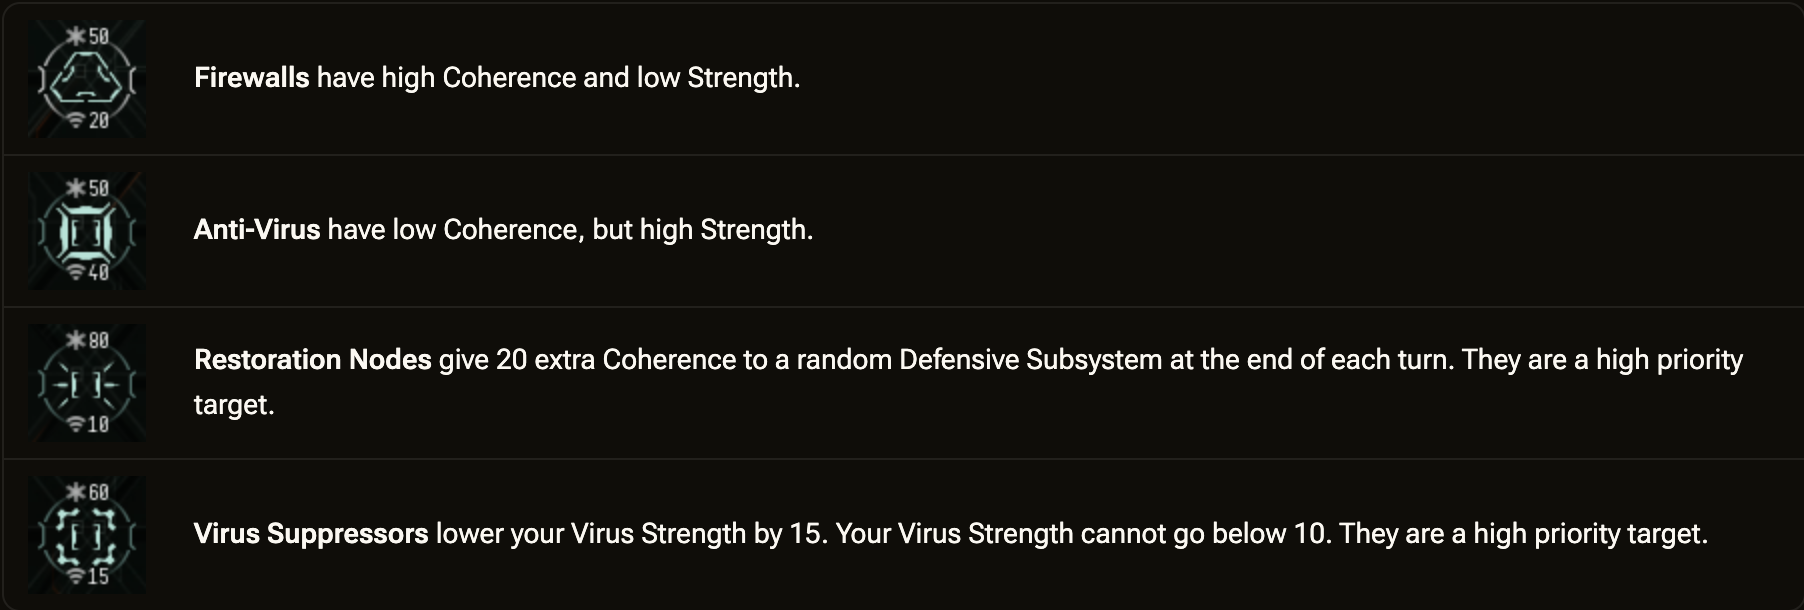 50
Firewalls have high Coherence and low Strength.
20
50
Anti-Virus have low Coherence, but high Strength.
40
80
Restoration Nodes give 20 extra Coherence to a random Defensive Subsystem at the end of each turn. They are a high priority
target.
10
60
Virus Suppressors lower your Virus Strength by 15. Your Virus Strength cannot go below 10. They are a high priority target.
15